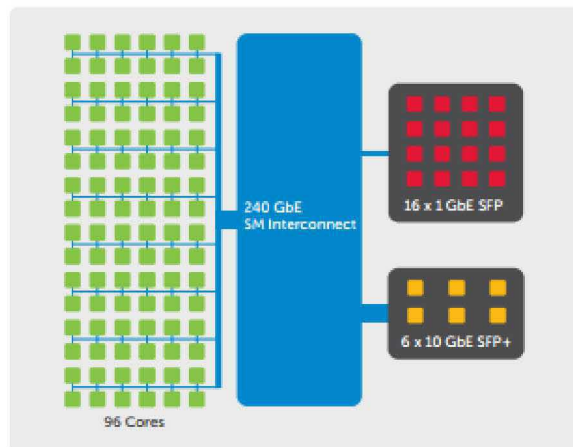 240 GbE
SM Interconnect
16 x 1 GbE SFP
6 x 10 GbE SFP+
96 Cores